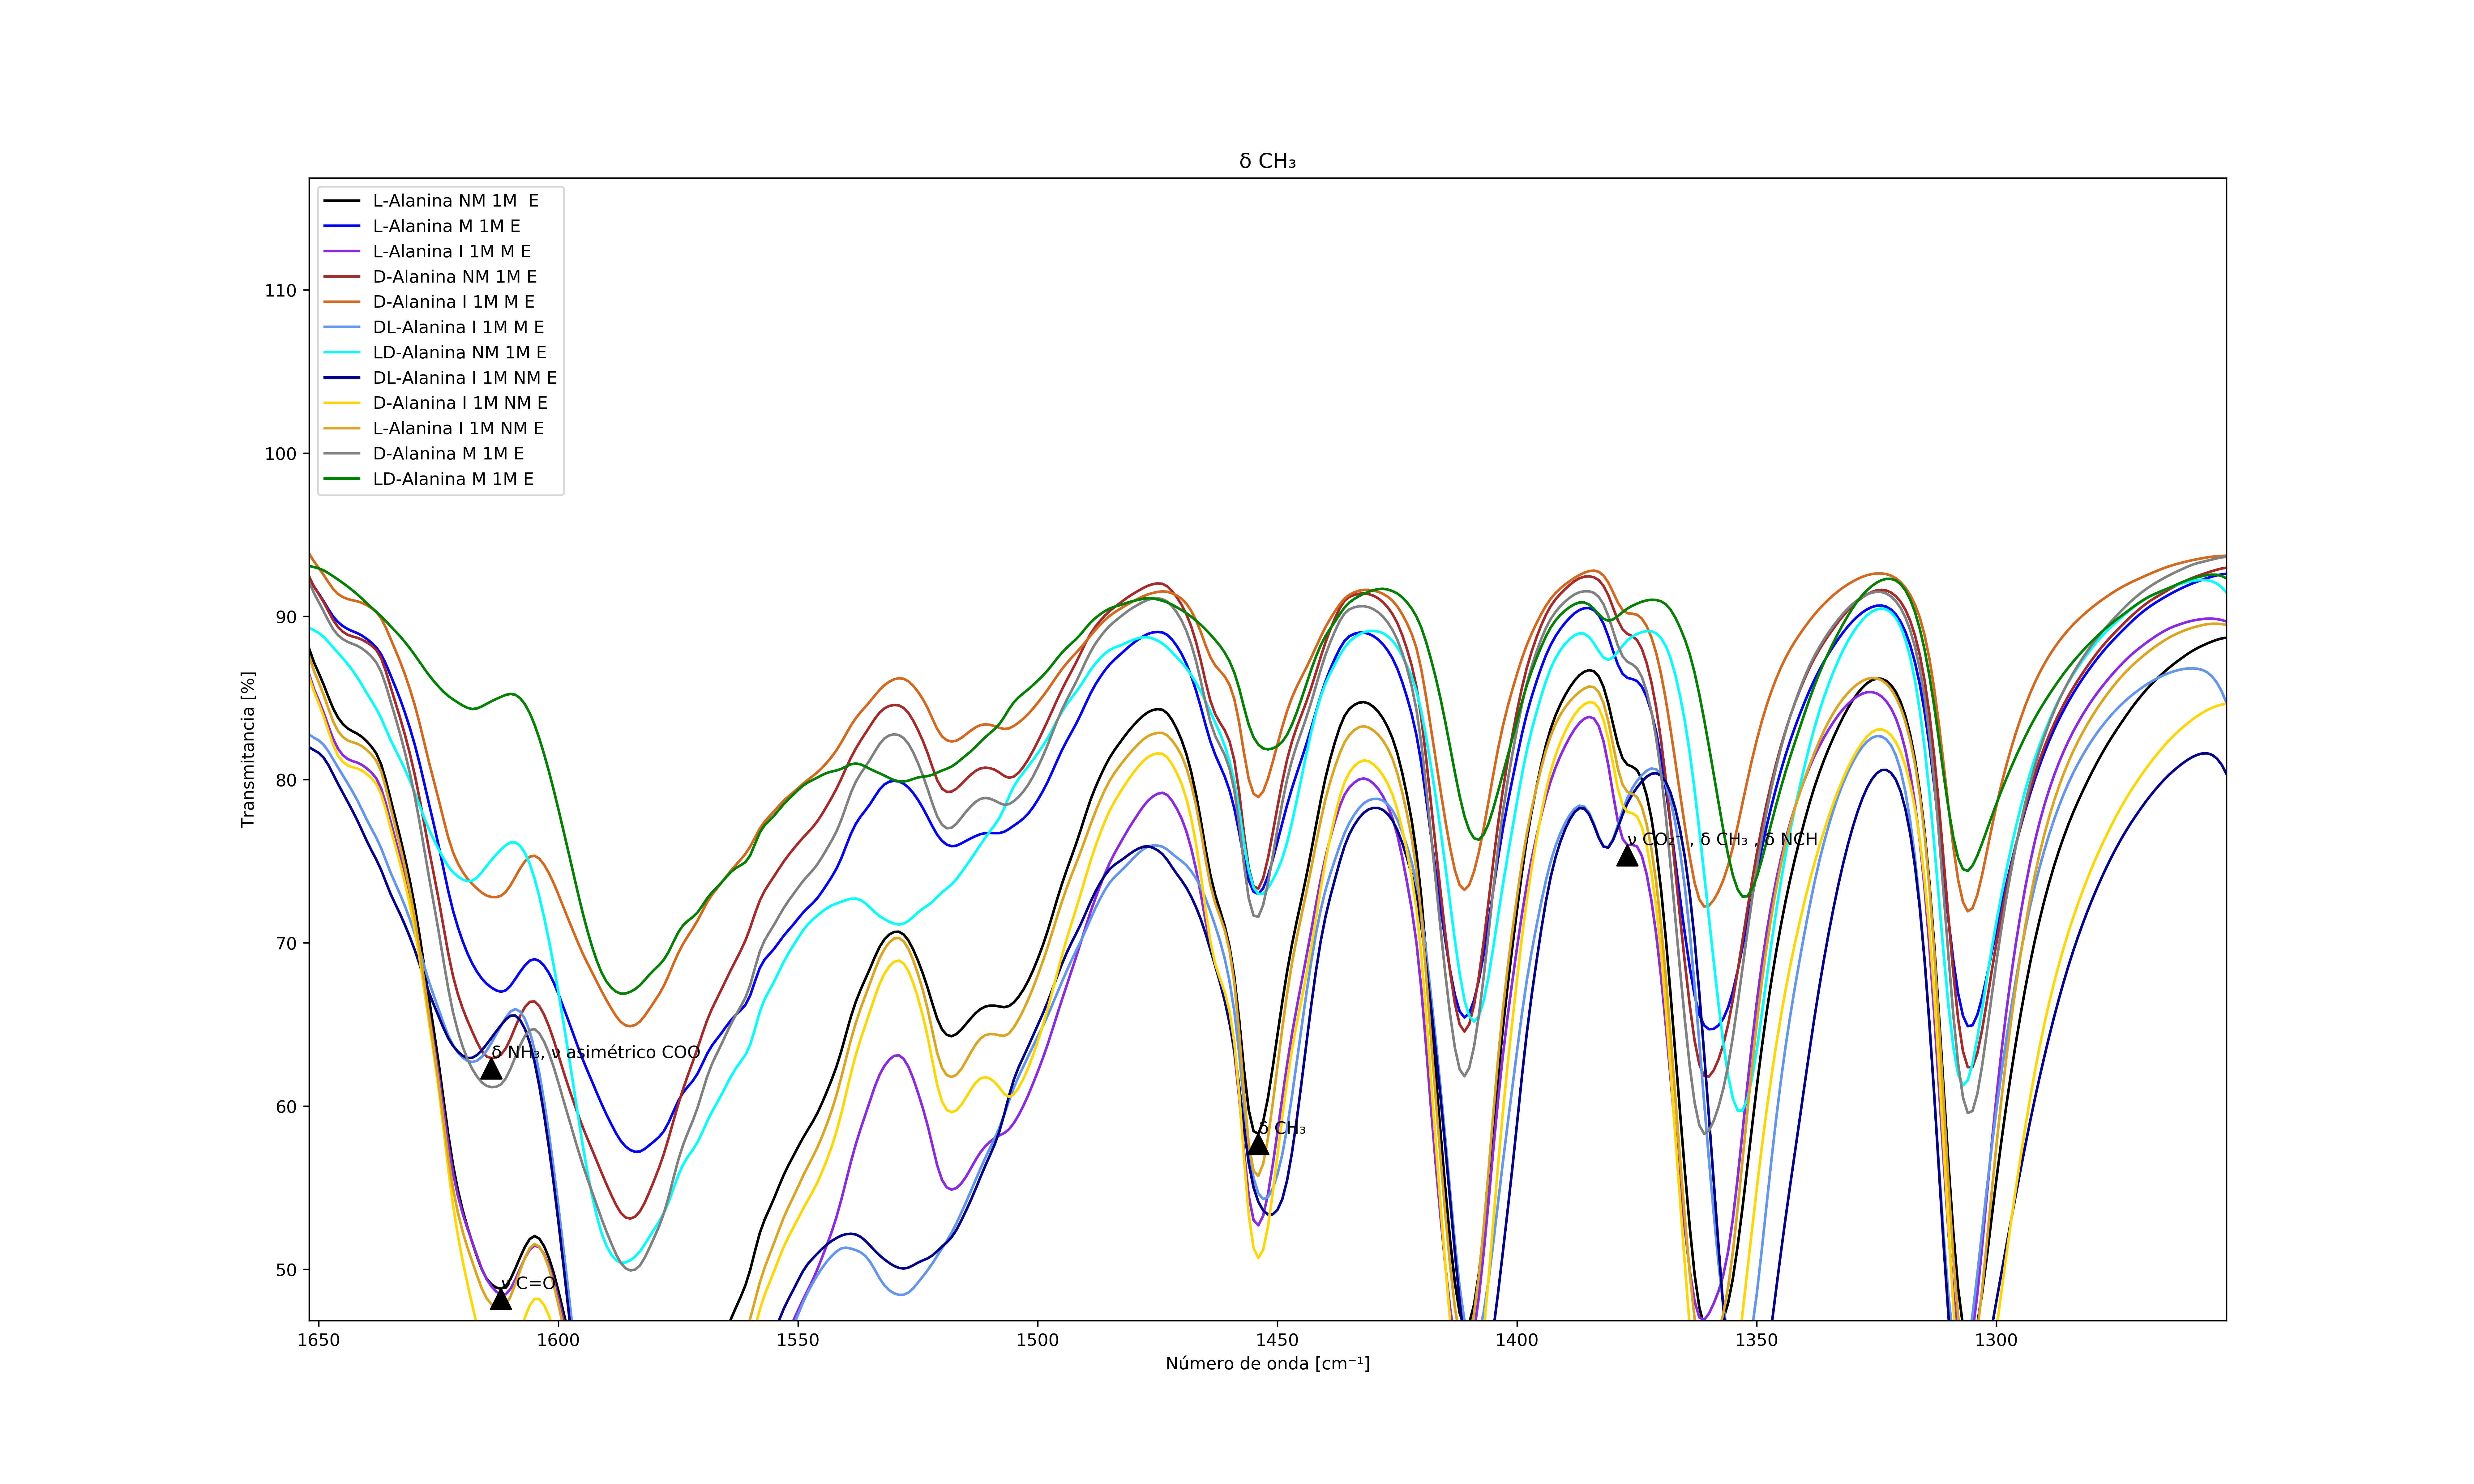 δ CH₃
L-Alanina NM 1M  E
L-Alanina M 1M E
L-Alanina I 1M M E
D-Alanina NM 1M E
D-Alanina I 1M M E
DL-Alanina I 1M M E
LD-Alanina NM 1M E
DL-Alanina I 1M NM E
D-Alanina I 1M NM E
L-Alanina I 1M NM E
D-Alanina M 1M E
LD-Alanina M 1M E
110
100
90
80
70
60
50
Transmitancia [%]
ν CO₂⁻ , δ CH₃ , δ NCH
δ NH₃, ν asimétrico COO
δ CH₃
ν C=O
1650
1600
1550
1500
1450
1400
1350
1300
Número de onda [cm⁻¹]